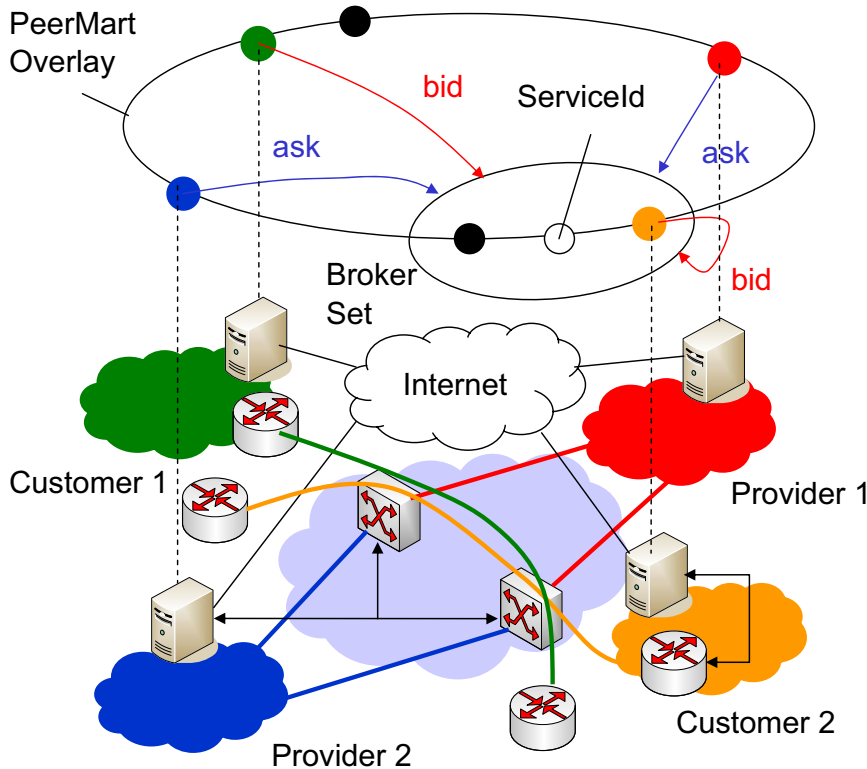 PeerMart
Overlay
bid
ServiceId
ask
ask
Broker
Set
bid
Internet
Customer 1
Provider 1
Customer 2
Provider 2